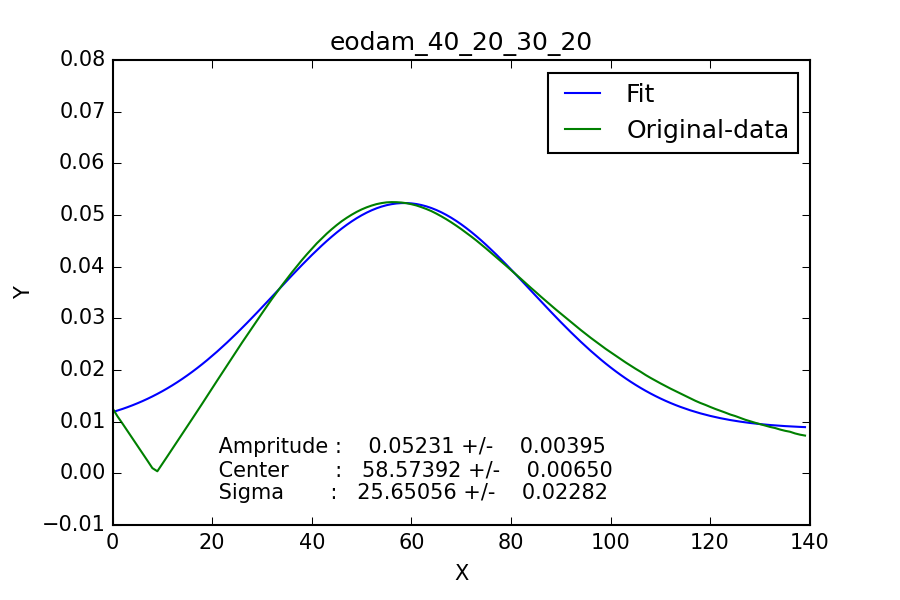 eodam_40_20_30_20
0.08
0.07
0.06
0.05
0.04
0.03
0.02
0.01
0.00
−0.01
Y
Fit
Original-data
Ampritude : 0.05231 +/- 0.00395
Center : 58.57392 +/- 0.00650
Sigma : 25.65056 +/- 0.02282
0 20 40 60 80 100 120 140
X